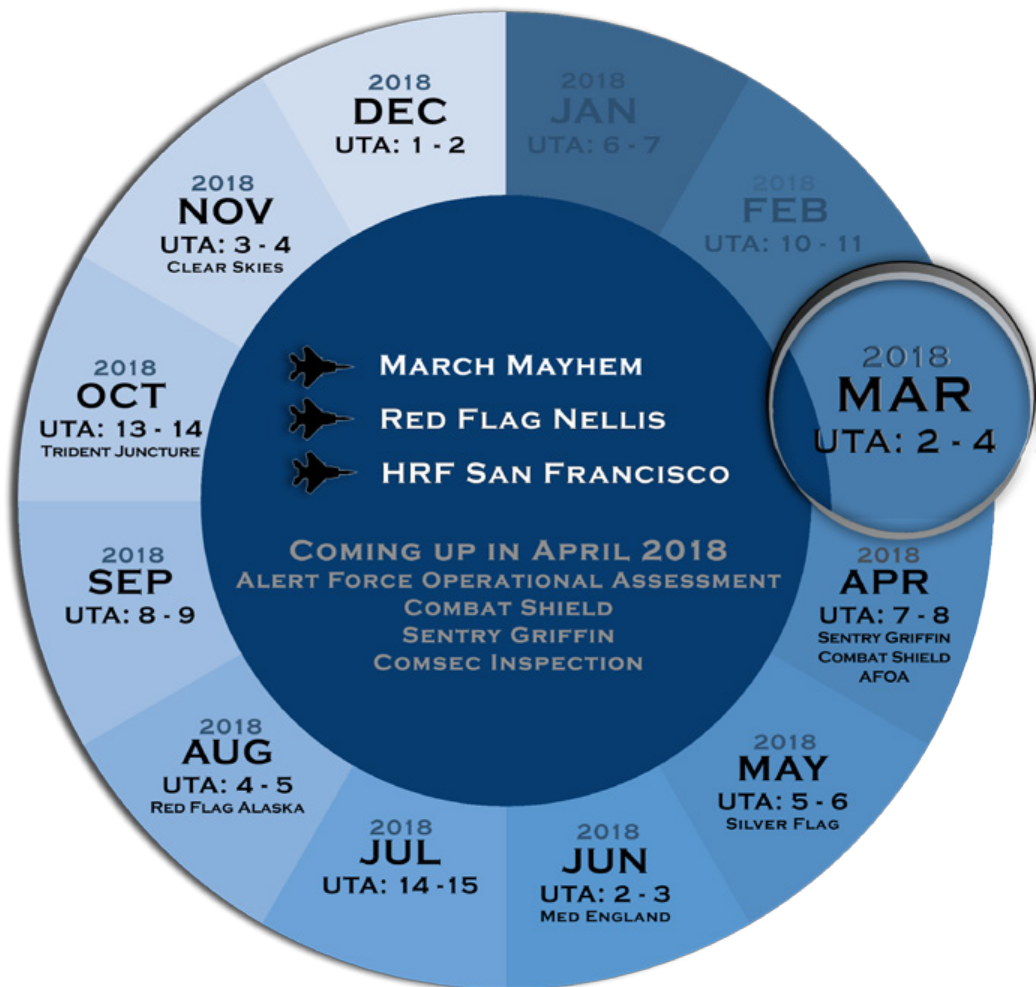 2018
JAN
UTA: 6 - 7
2018
FEB
UTA: 10 - 11
2018
MAR
UTA: 2 - 4
2018
APR
UTA: 7 - 8
SENTRY GRIFFIN
COMBAT SHIELD
AFOA
2018
MAY
UTA: 5 - 6
SILVER FLAG
2018
JUN
UTA: 2 - 3
MED ENGLAND
2018
JUL
UTA: 14 -15
2018
AUG
UTA: 4 - 5
RED FLAG ALASKA
2018
SEP
UTA: 8 - 9
2018
OCT
UTA: 13 - 14
TRIDENT JUNCTURE
2018
NOV
UTA: 3 - 4
CLEAR SKIES
2018
DEC
UTA: 1 - 2
MARCH MAYHEM
RED FLAG NELLIS
HRF SAN FRANCISCO
COMING UP IN APRIL 2018
ALERT FORCE OPERATIONAL ASSESSMENT
COMBAT SHIELD
SENTRY GRIFFIN
COMSEC INSPECTION